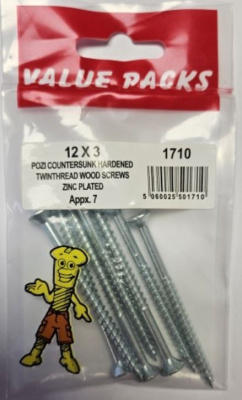 VALUE PACKS
12 X 3
1710
POZI COUNTERSUNK HARDENED
TWINTHREAD WOOD SCREWS
ZINC PLATED
Appx. 7
5 060025 501710